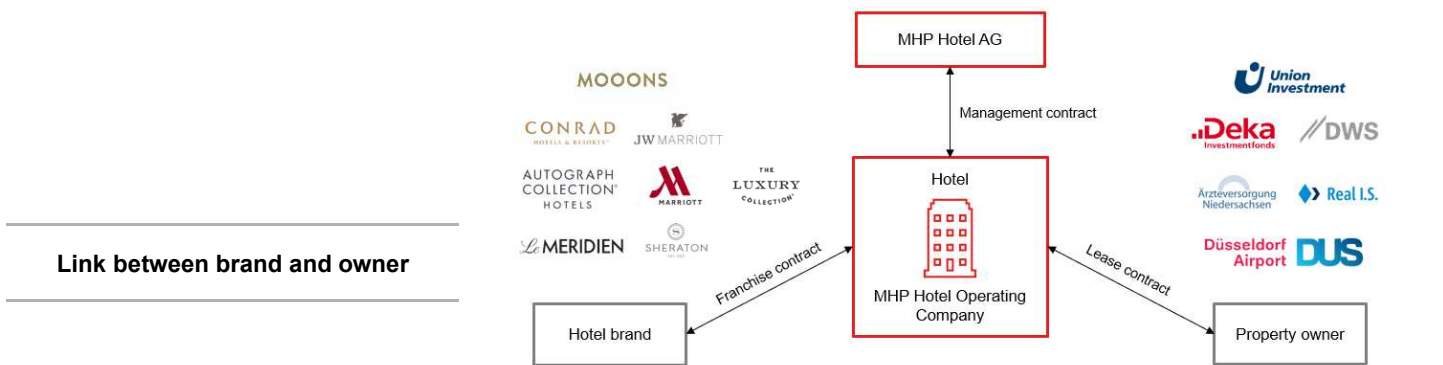 Link between brand and owner
MOOONS
CONRAD
HOTELS & RESORTS
JW MARRIOTT
AUTOGRAPH
COLLECTION®
HOTELS
MARRIOTT
THE
LUXURY
COLLECTION®
Le MERIDIEN
S
SHERATON
Hotel brand
Franchise contract
MHP Hotel AG
Management contract
Hotel
MHP Hotel Operating
Company
Lease contract
Property owner
Union
Investment
Deka
Investmentfonds
DWS
Ärzteversorgung
Niedersachsen
Real I.S.
Düsseldorf
Airport
DUS